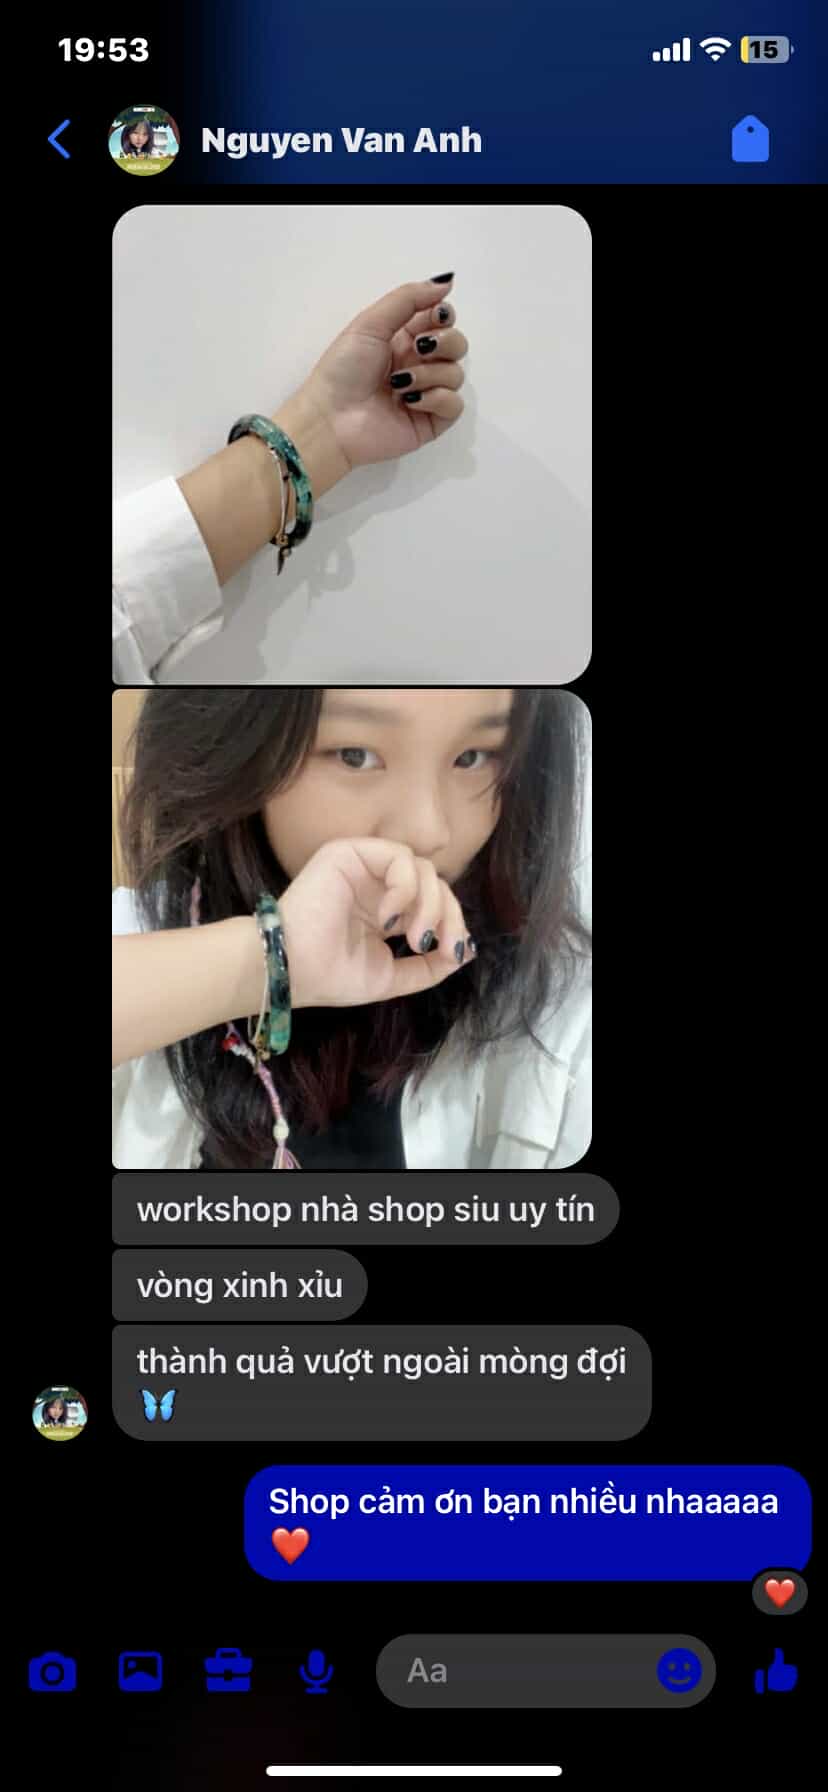 19:53
15
Nguyen Van Anh
workshop nhà shop siu uy tín
vòng xinh xỉu
thành quả vượt ngoài mòng đợi
🦋
Shop cảm ơn bạn nhiều nhaaaaa
❤️
❤️
Aa